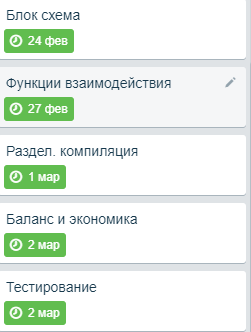 Блок схема
24 фев
Функции взаимодействия
27 фев
Раздел. компиляция
1 мар
Баланс и экономика
2 мар
Тестирование
2 мар